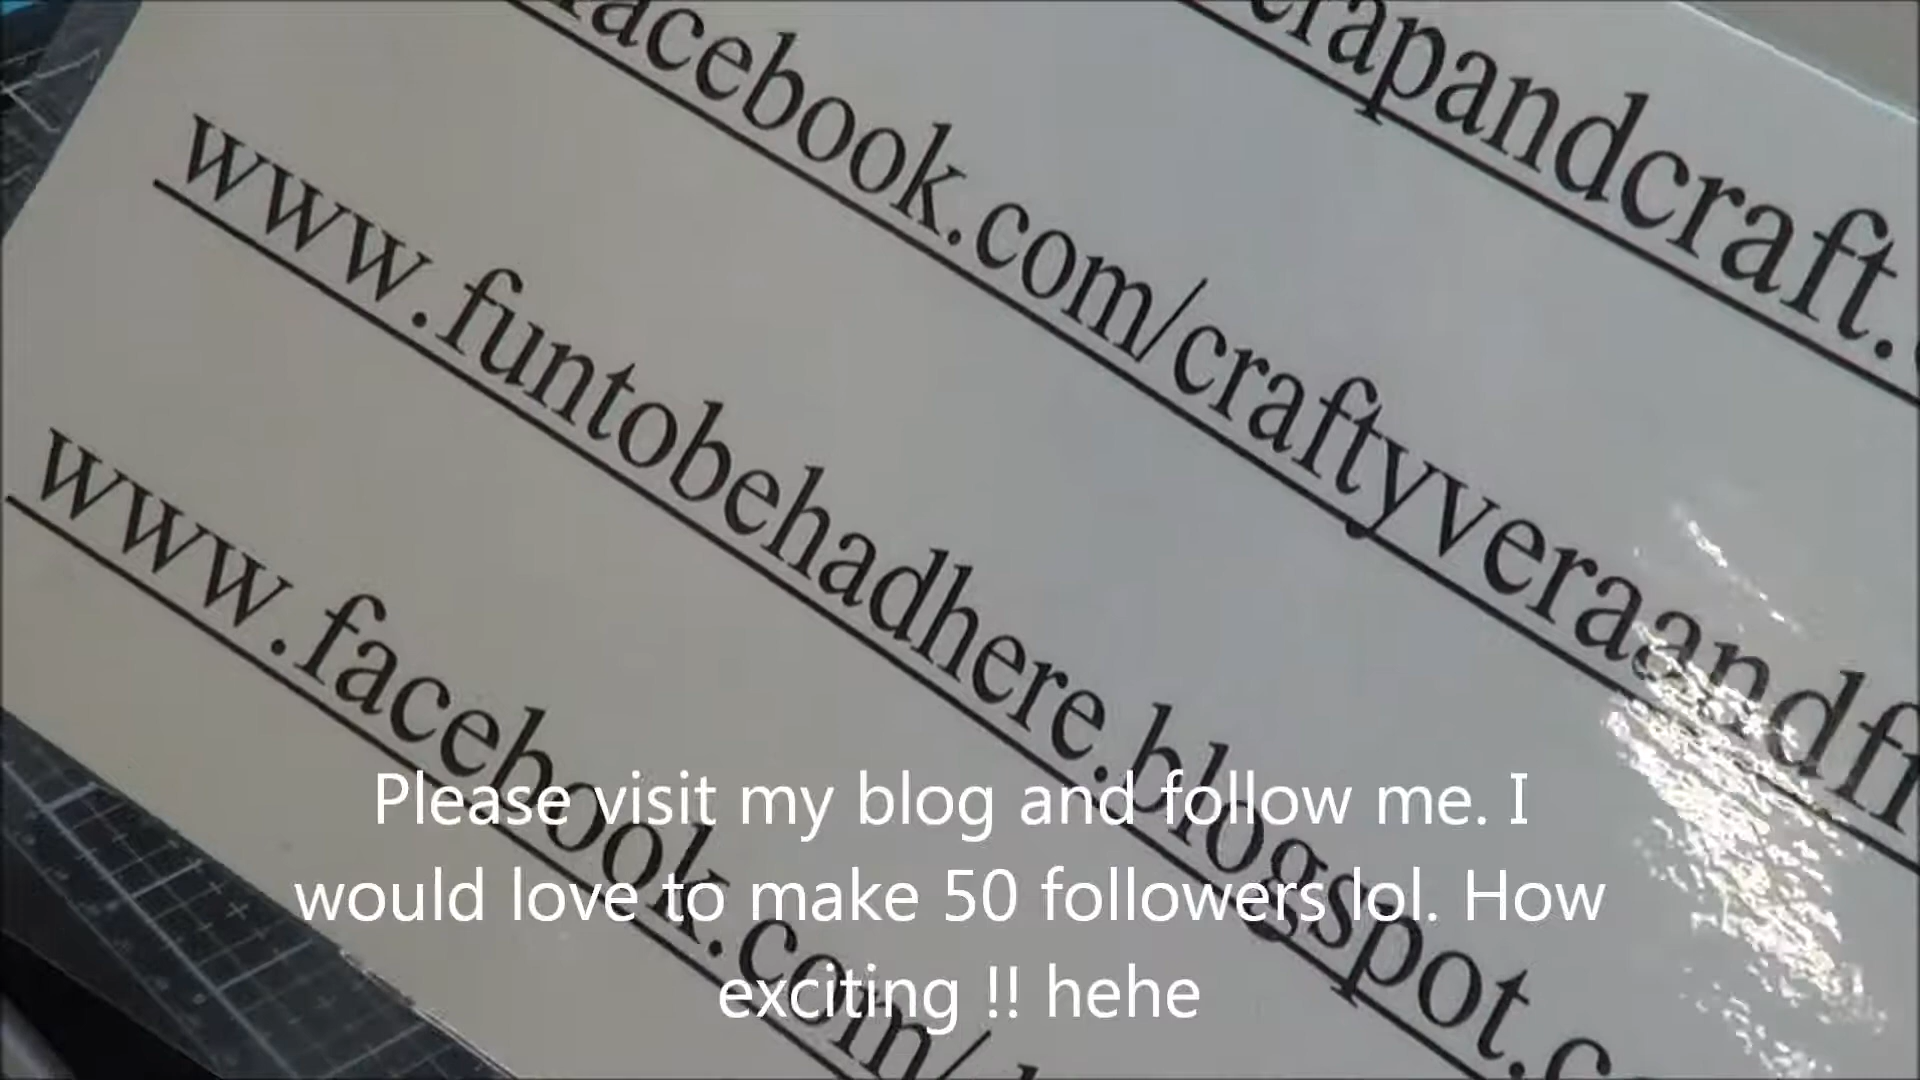 erapandcraft.
facebook.com/craftyveraandf
www.funtobehadhere.blogspot.c
www.facebook.com/
Please visit my blog and follow me. I
would love to make 50 followers lol. How
exciting !! hehe